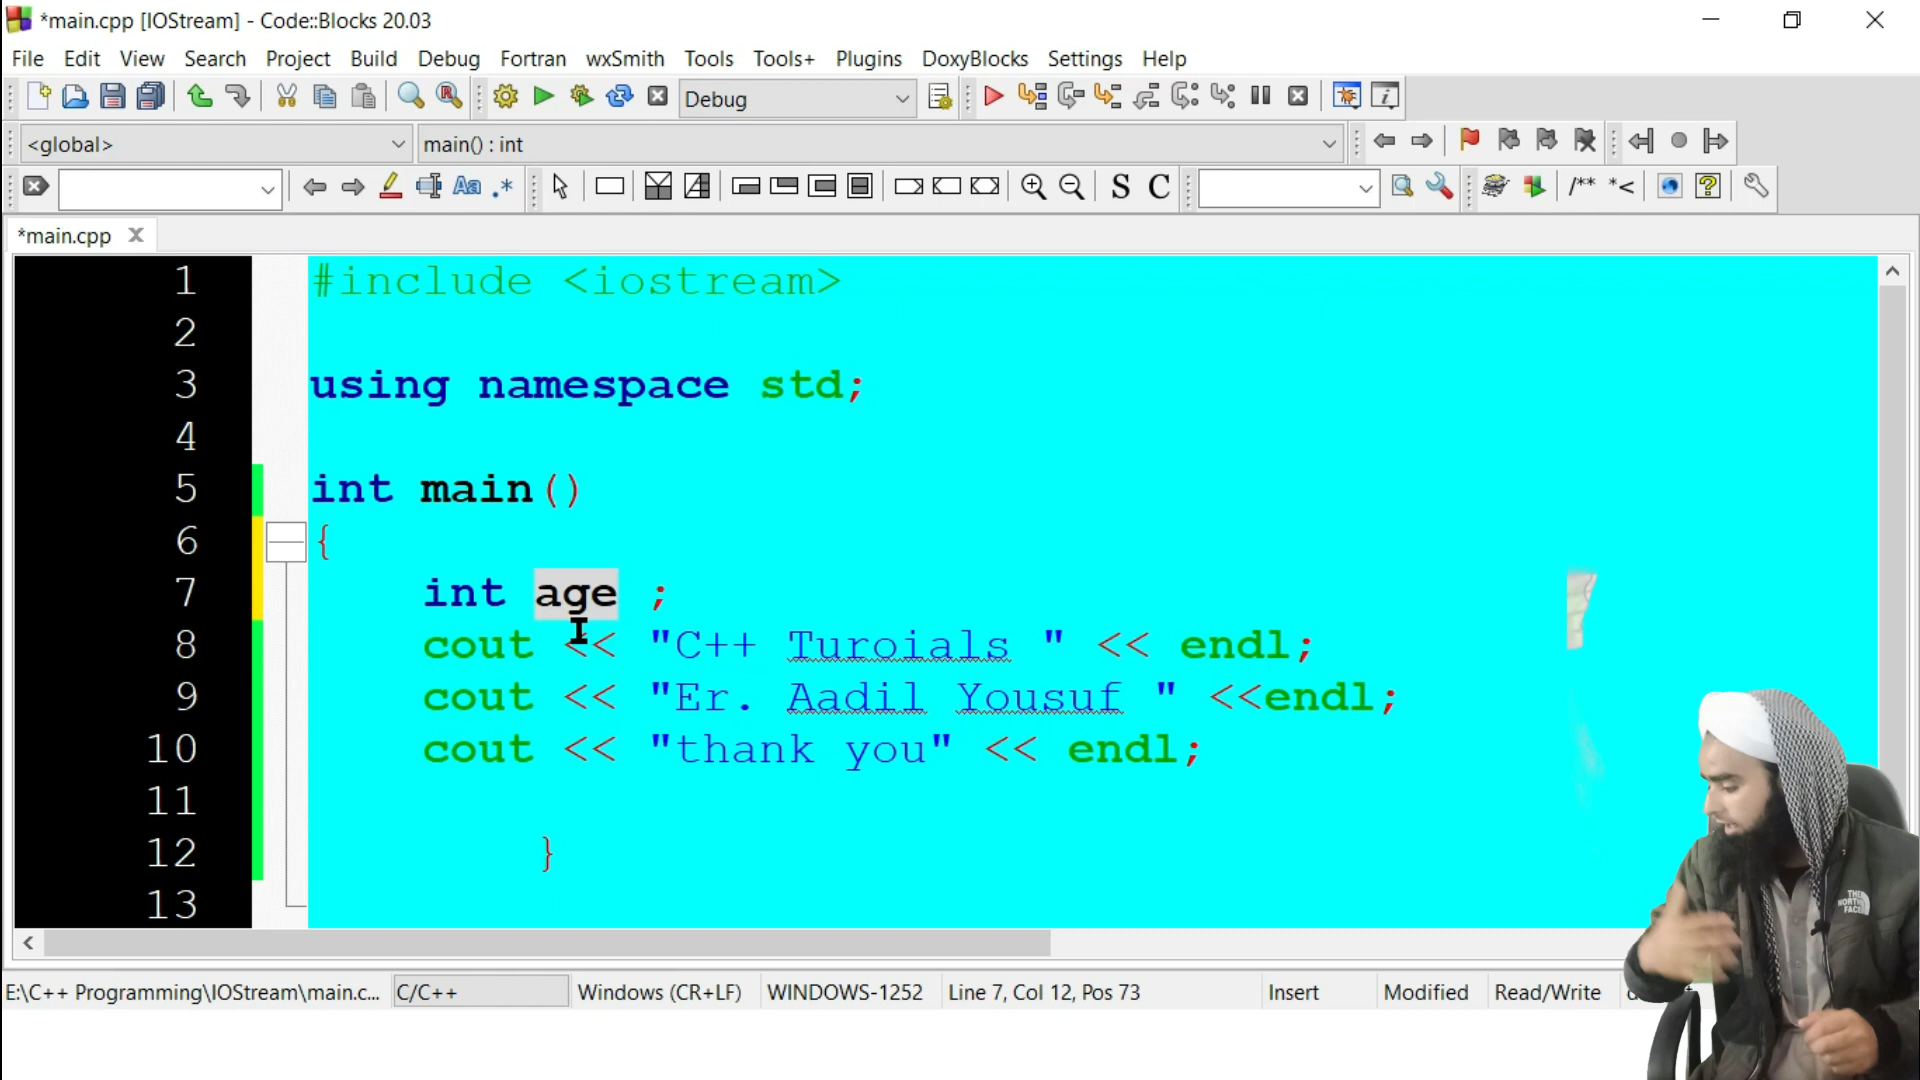 *main.cpp [IOStream] - Code::Blocks 20.03
File Edit View Search Project Build Debug Fortran wxSmith Tools Tools+ Plugins DoxyBlocks Settings Help
Debug
<global> main() : int
Aa .* S C /** *<
*main.cpp
1 #include <iostream>
2
3 using namespace std;
4
5 int main()
6 {
7 int age ;
8 cout << "C++ Turoials " << endl;
9 cout << "Er. Aadil Yousuf " <<endl;
10 cout << "thank you" << endl;
11
12 }
13
THE NORTH FACE
E:\C++ Programming\IOStream\main.c... C/C++ Windows (CR+LF) WINDOWS-1252 Line 7, Col 12, Pos 73 Insert Modified Read/Write